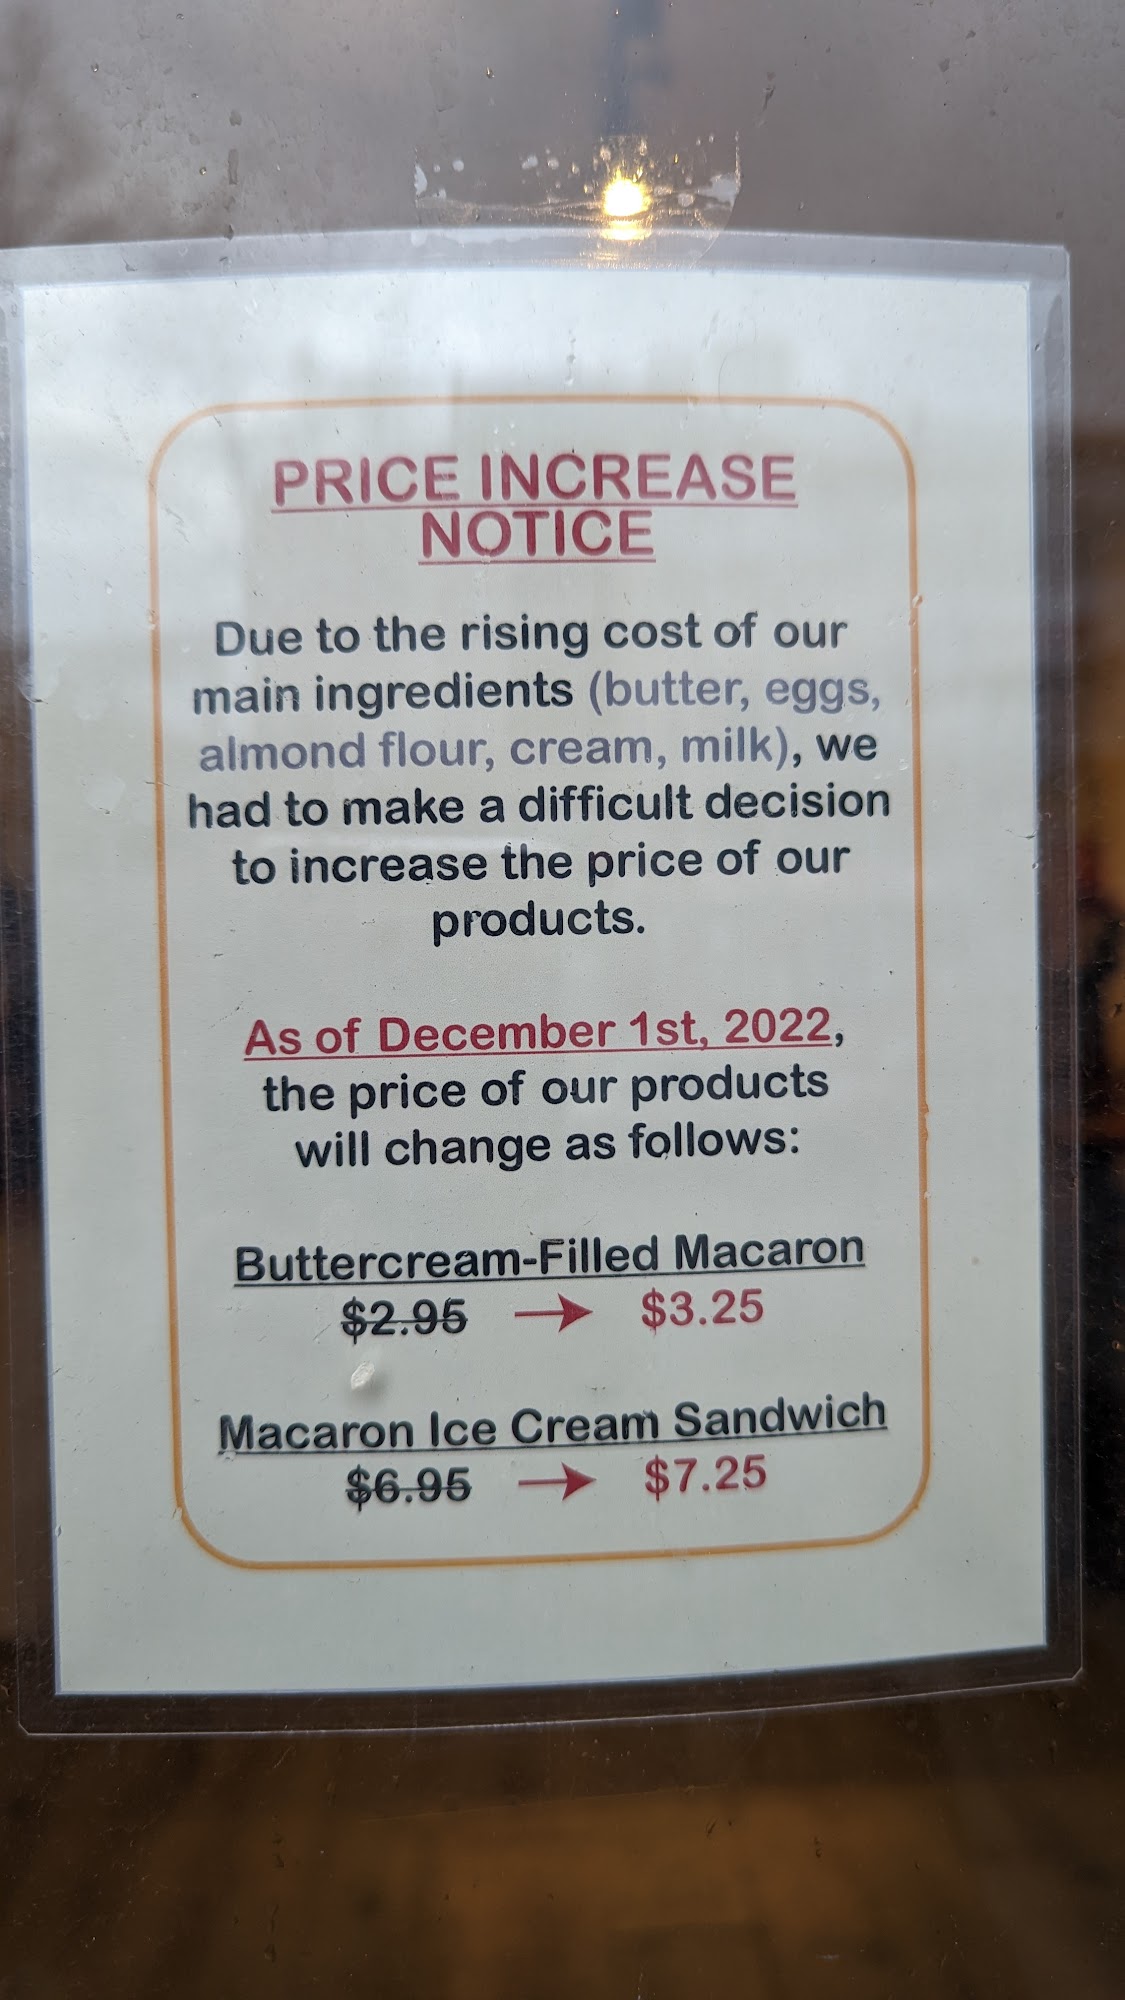 PRICE INCREASE
NOTICE
Due to the rising cost of our
main ingredients (butter, eggs,
almond flour, cream, milk), we
had to make a difficult decision
to increase the price of our
products.
As of December 1st, 2022,
the price of our products
will change as follows:
Buttercream-Filled Macaron
$2.95 → $3.25
Macaron Ice Cream Sandwich
$6.95 → $7.25